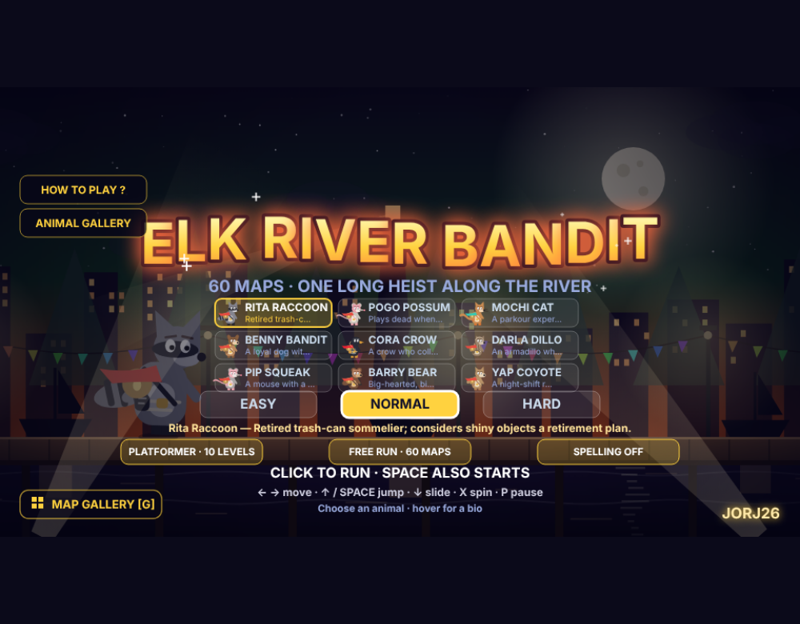 HOW TO PLAY ?
ANIMAL GALLERY
ELK RIVER BANDIT
60 MAPS · ONE LONG HEIST ALONG THE RIVER
RITA RACCOON
Retired trash-c...
POGO POSSUM
Plays dead when...
MOCHI CAT
A parkour exper...
BENNY BANDIT
A loyal dog wit...
CORA CROW
A crow who coll...
DARLA DILLO
An armadillo wh...
PIP SQUEAK
A mouse with a ...
BARRY BEAR
Big-hearted, bi...
YAP COYOTE
A night-shift r...
EASY
NORMAL
HARD
Rita Raccoon — Retired trash-can sommelier; considers shiny objects a retirement plan.
PLATFORMER · 10 LEVELS
FREE RUN · 60 MAPS
SPELLING OFF
CLICK TO RUN · SPACE ALSO STARTS
← → move · ↑ / SPACE jump · ↓ slide · X spin · P pause
Choose an animal · hover for a bio
MAP GALLERY [G]
JORJ26